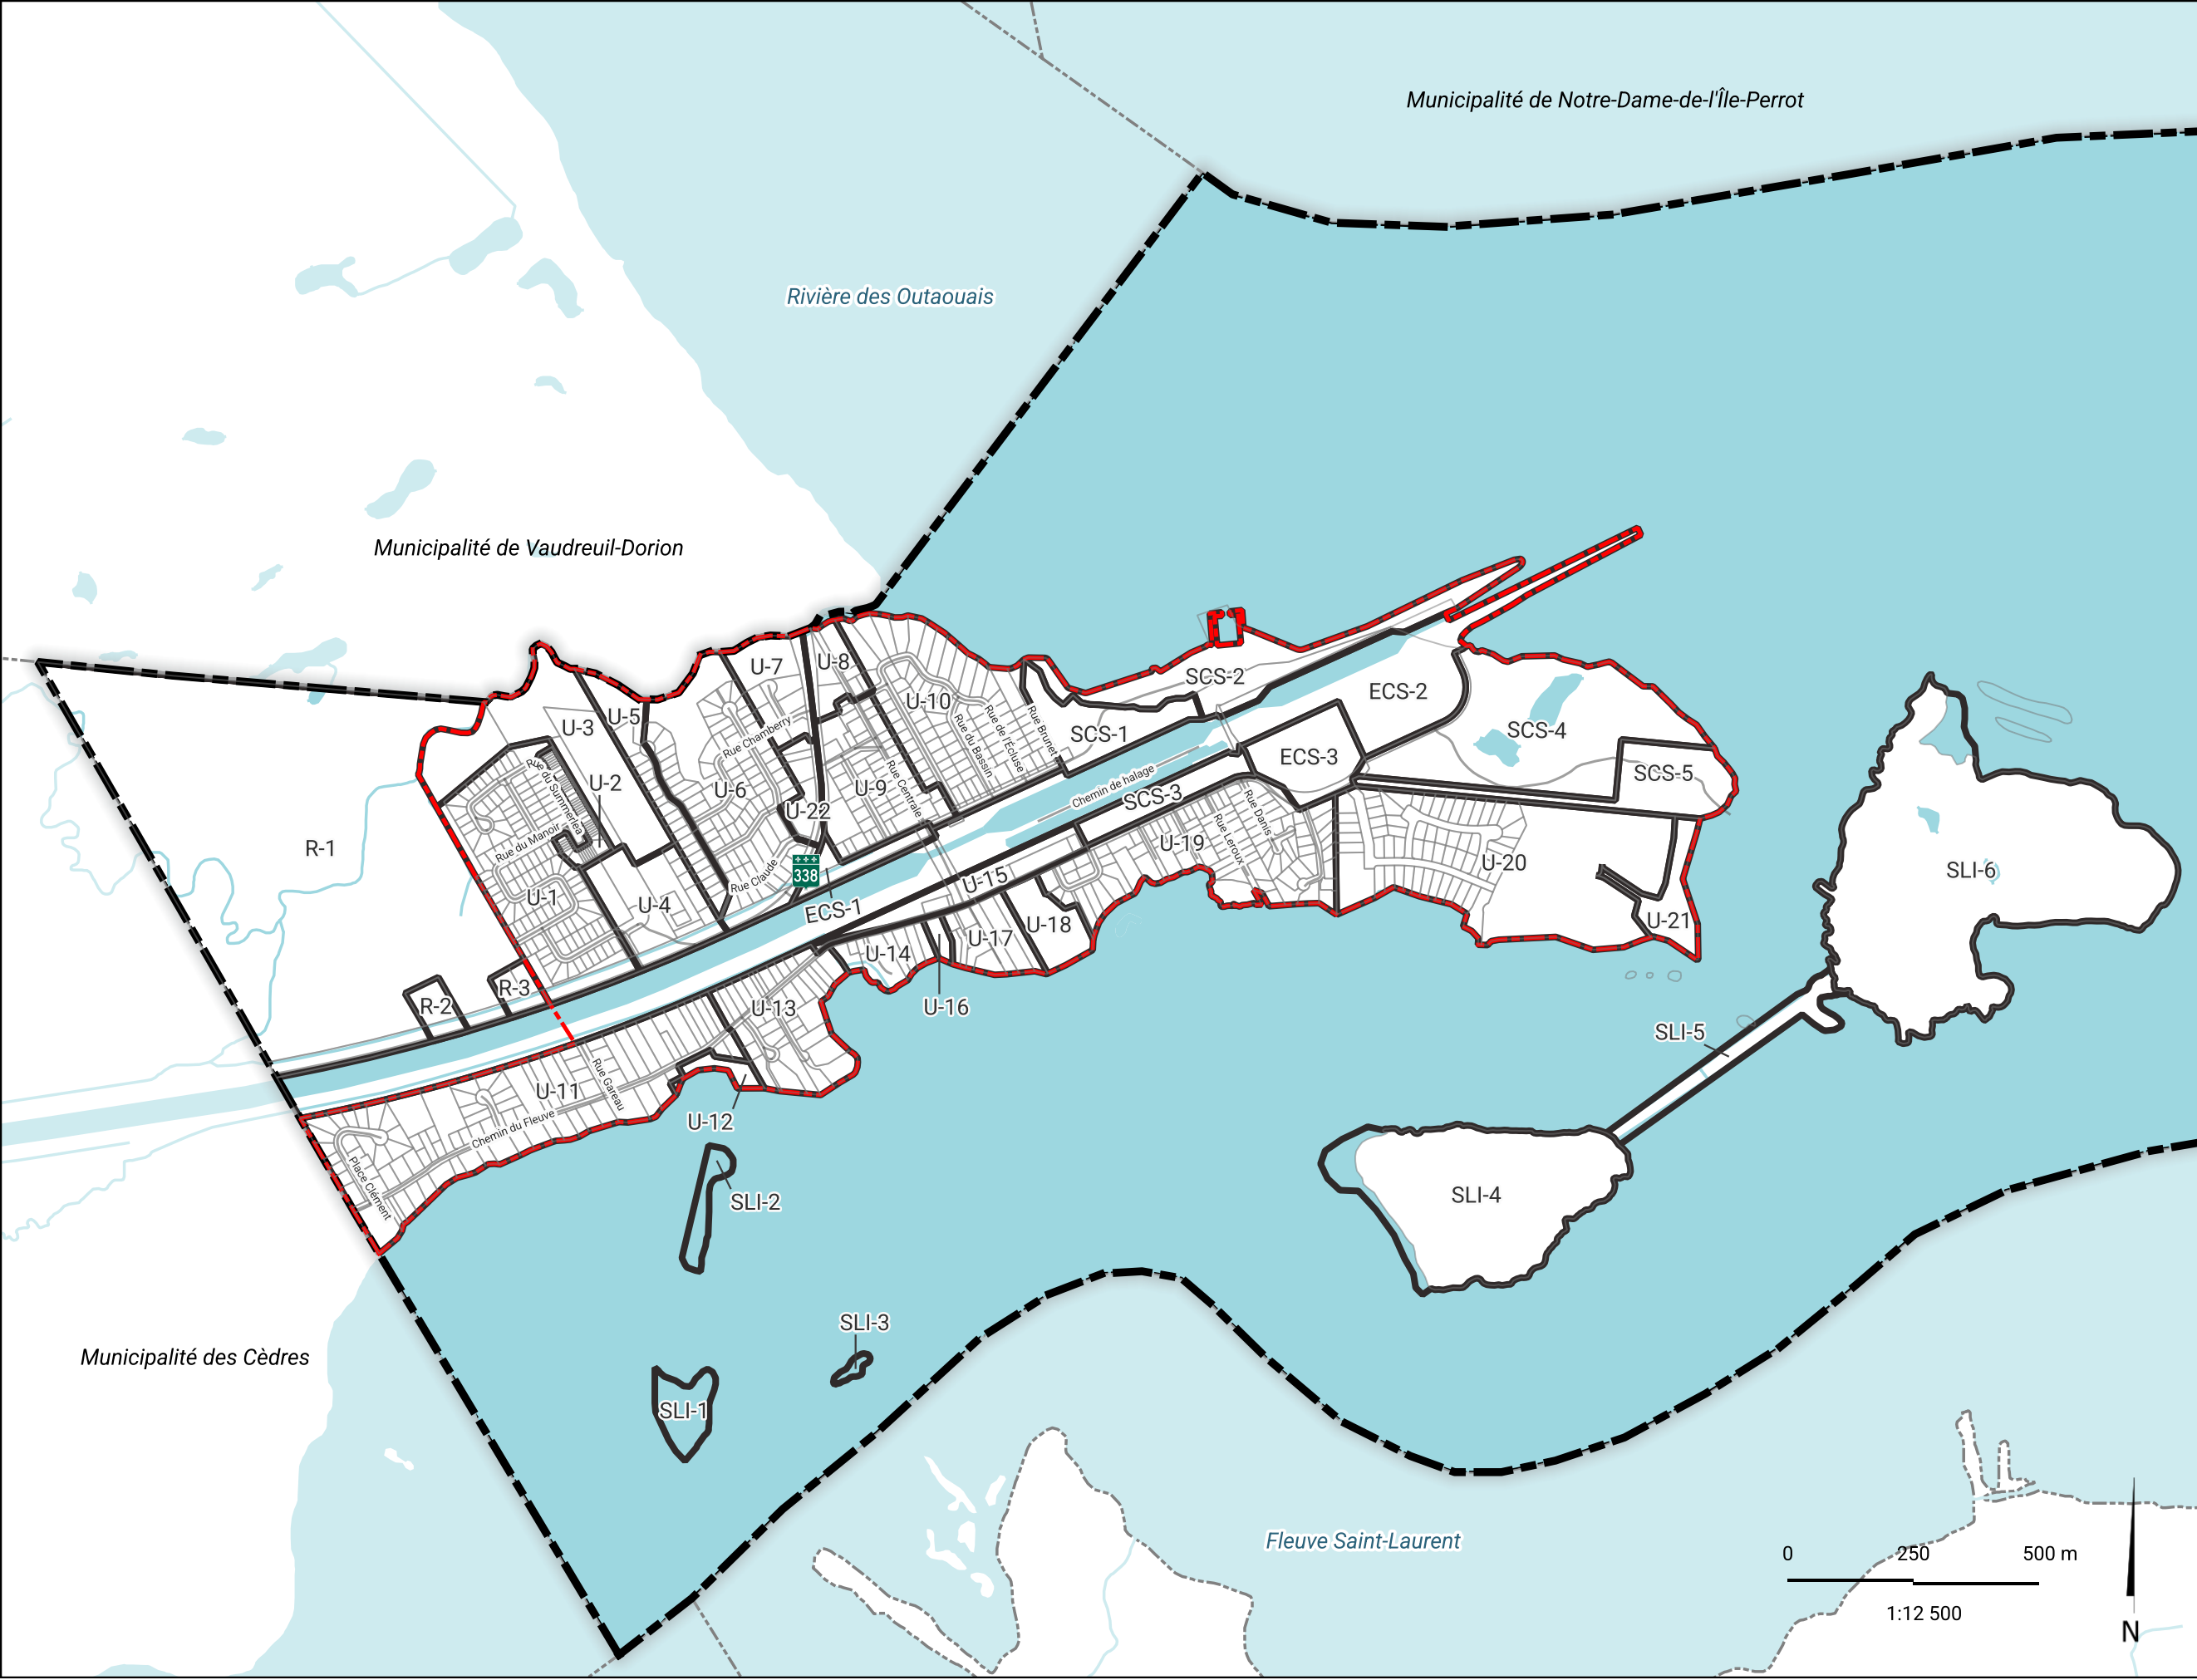 Municipalité de Notre-Dame-de-l'Île-Perrot
Rivière des Outaouais
Municipalité de Vaudreuil-Dorion
U-7
U-8
U-5
U-3
U-10
SCS-2
ECS-2
SCS-1
SCS-4
Rue Chamberry
Rue du Bassin
Rue de l'Écluse
Rue Brunet
ECS-3
SCS-5
U-2
U-6
U-9
Rue Centrale
Chemin de halage
SCS-3
Rue du Summerlea
U-22
Rue Danis
R-1
Rue du Manoir
U-19
Rue Leroux
U-20
SLI-6
Rue Claude
338
U-15
U-1
U-4
ECS-1
U-18
U-21
U-17
U-14
R-3
R-2
U-13
U-16
SLI-5
U-11
Rue Gareau
Chemin du Fleuve
U-12
Place Clément
SLI-2
SLI-4
SLI-3
Municipalité des Cèdres
SLI-1
Fleuve Saint-Laurent
0 250 500 m
1:12 500
N